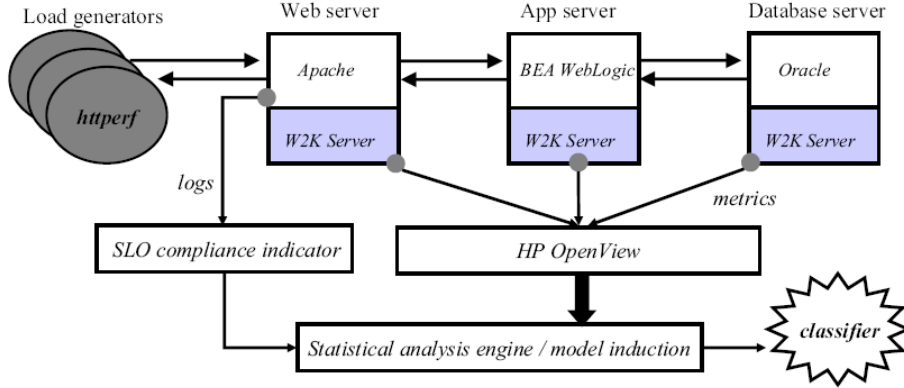 Load generators
Web server
App server
Database server
Apache
BEA WebLogic
Oracle
httperf
W2K Server
W2K Server
W2K Server
logs
metrics
SLO compliance indicator
HP OpenView
classifier
Statistical analysis engine / model induction